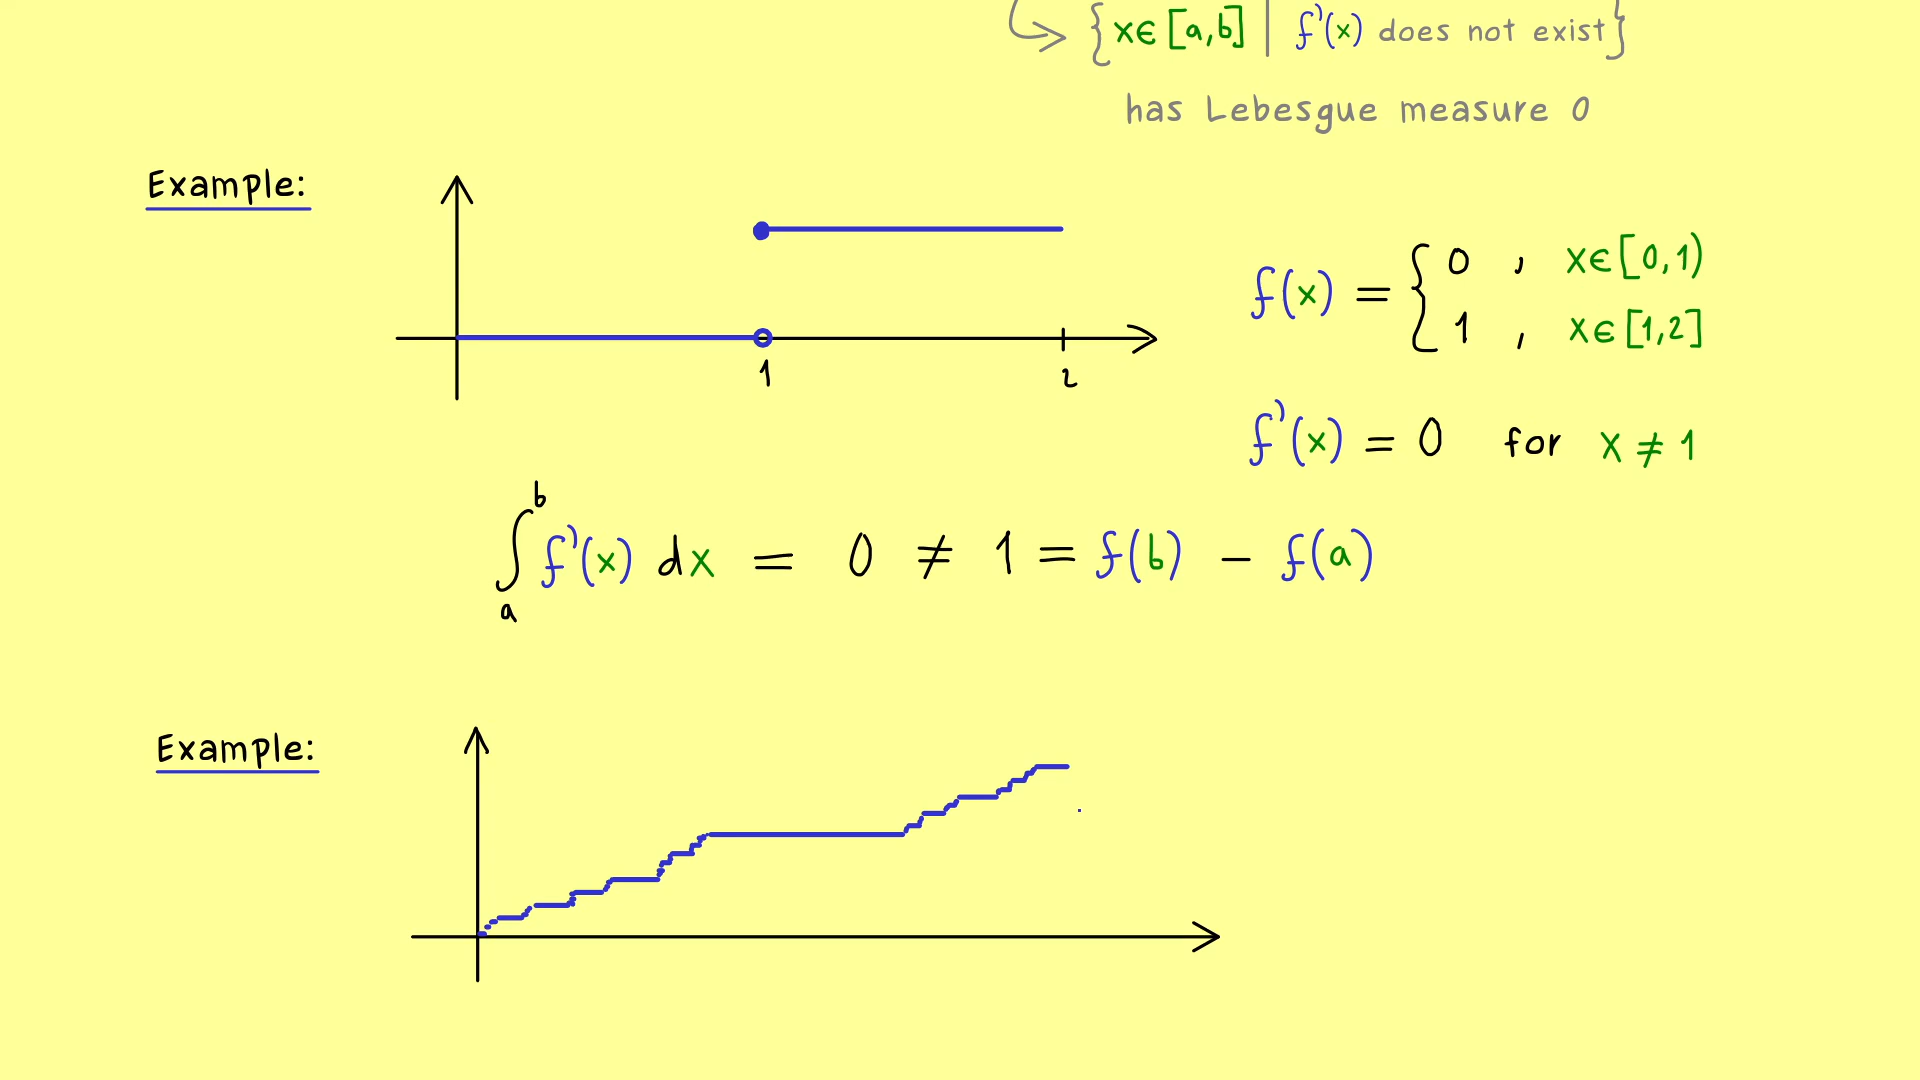 {x∈[a,b] | f'(x) does not exist}
has Lebesgue measure 0
Example:
f(x) = { 0 , x∈[0,1)
1 , x∈[1,2]
1 2
f'(x) = 0 for x ≠ 1
∫_a^b f'(x) dx = 0 ≠ 1 = f(b) − f(a)
Example: